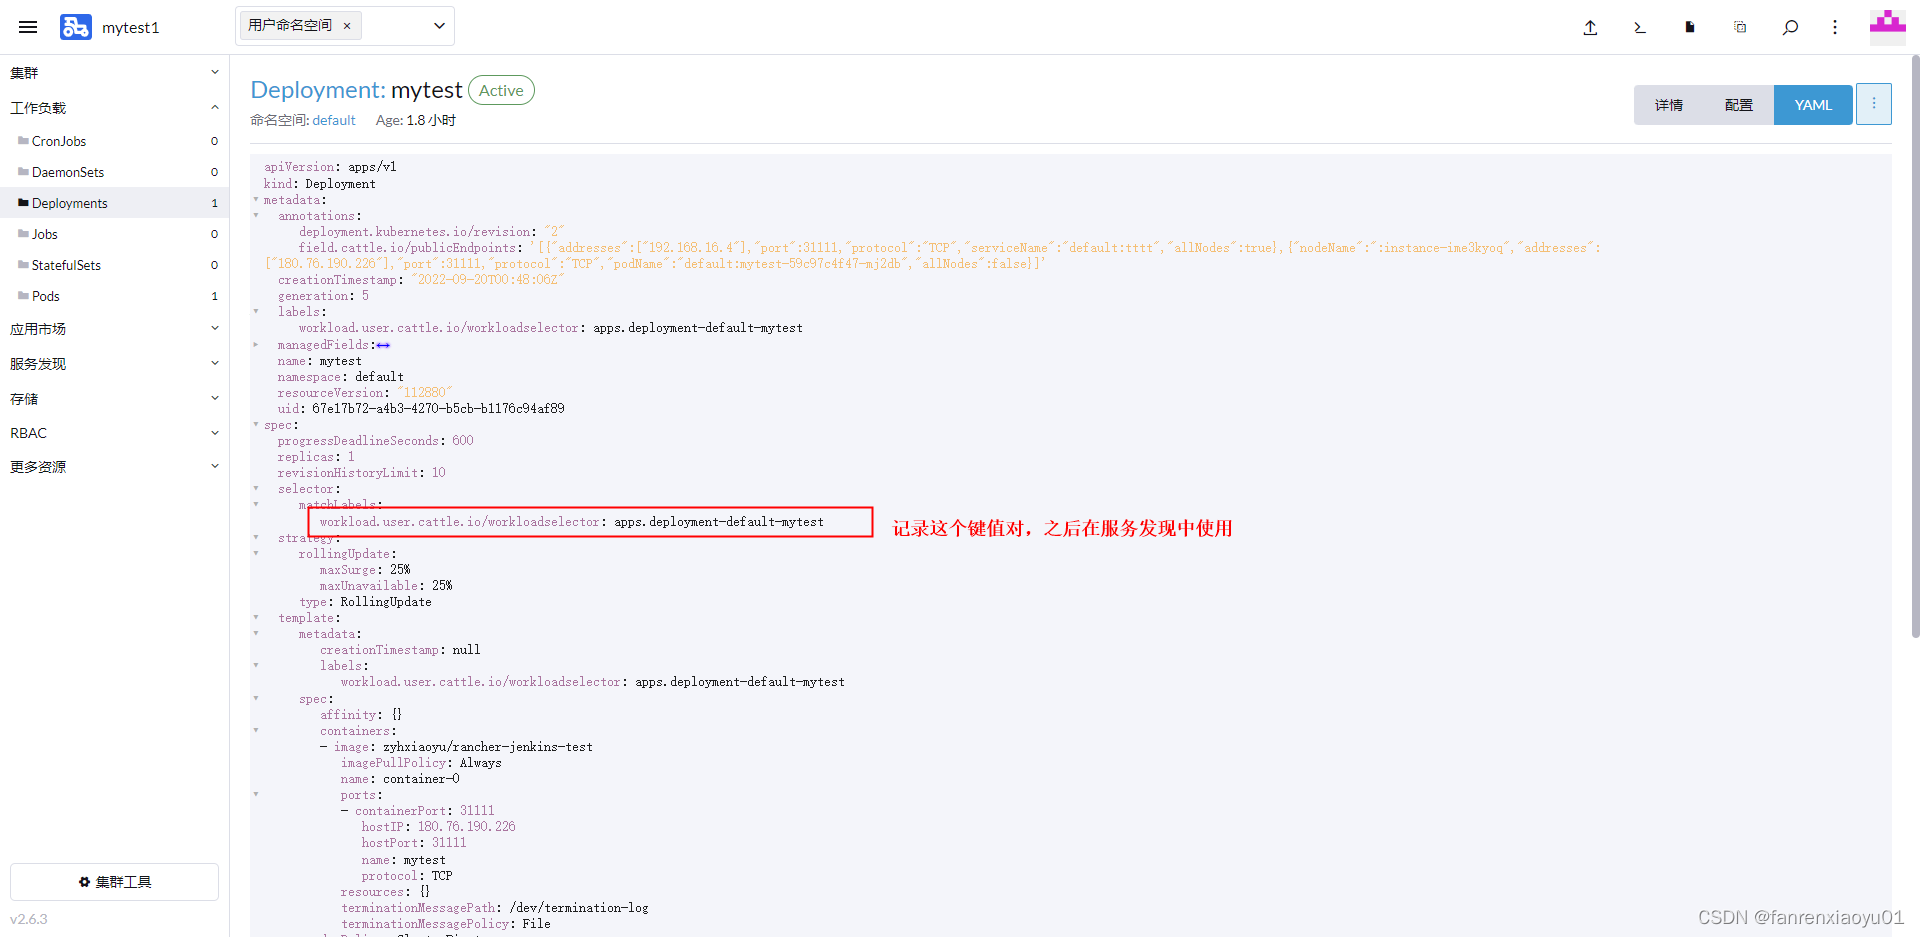 mytest1
用户命名空间 ×
集群
工作负载
CronJobs 0
DaemonSets 0
Deployments 1
Jobs 0
StatefulSets 0
Pods 1
应用市场
服务发现
存储
RBAC
更多资源
集群工具
v2.6.3
Deployment: mytest Active
命名空间: default Age: 1.8 小时
详情 配置 YAML
apiVersion: apps/v1
kind: Deployment
metadata:
annotations:
deployment.kubernetes.io/revision: "2"
field.cattle.io/publicEndpoints: '[{"addresses":["192.168.16.4"],"port":31111,"protocol":"TCP","serviceName":"default:tttt","allNodes":true},{"nodeName":":instance-ime3kyoq","addresses":
["180.76.190.226"],"port":31111,"protocol":"TCP","podName":"default:mytest-59c97c4f47-mj2db","allNodes":false}]'
creationTimestamp: "2022-09-20T00:48:06Z"
generation: 5
labels:
workload.user.cattle.io/workloadselector: apps.deployment-default-mytest
managedFields:
name: mytest
namespace: default
resourceVersion: "112880"
uid: 67e17b72-a4b3-4270-b5cb-b1176c94af89
spec:
progressDeadlineSeconds: 600
replicas: 1
revisionHistoryLimit: 10
selector:
matchLabels:
workload.user.cattle.io/workloadselector: apps.deployment-default-mytest
记录这个键值对，之后在服务发现中使用
strategy:
rollingUpdate:
maxSurge: 25%
maxUnavailable: 25%
type: RollingUpdate
template:
metadata:
creationTimestamp: null
labels:
workload.user.cattle.io/workloadselector: apps.deployment-default-mytest
spec:
affinity: {}
containers:
- image: zyhxiaoyu/rancher-jenkins-test
imagePullPolicy: Always
name: container-0
ports:
- containerPort: 31111
hostIP: 180.76.190.226
hostPort: 31111
name: mytest
protocol: TCP
resources: {}
terminationMessagePath: /dev/termination-log
terminationMessagePolicy: File
CSDN @fanrenxiaoyu01